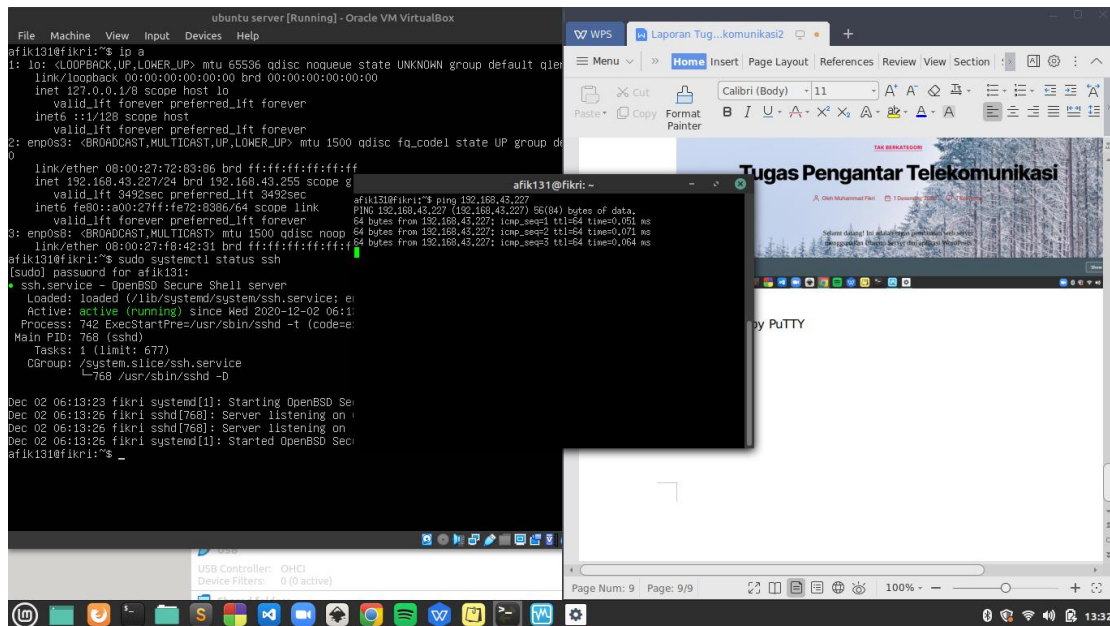 ubuntu server [Running] - Oracle VM VirtualBox
File Machine View Input Devices Help
afik131@fikri:~$ ip a
1: lo: <LOOPBACK,UP,LOWER_UP> mtu 65536 qdisc noqueue state UNKNOWN group default qlen
link/loopback 00:00:00:00:00:00 brd 00:00:00:00:00:00
inet 127.0.0.1/8 scope host lo
valid_lft forever preferred_lft forever
inet6 ::1/128 scope host
valid_lft forever preferred_lft forever
2: enp0s3: <BROADCAST,MULTICAST,UP,LOWER_UP> mtu 1500 qdisc fq_codel state UP group de
0
link/ether 08:00:27:72:83:86 brd ff:ff:ff:ff:ff:ff
inet 192.168.43.227/24 brd 192.168.43.255 scope g
valid_lft 3492sec preferred_lft 3492sec
inet6 fe80::a00:27ff:fe72:8386/64 scope link
valid_lft forever preferred_lft forever
3: enp0s8: <BROADCAST,MULTICAST> mtu 1500 qdisc noop
link/ether 08:00:27:f8:42:31 brd ff:ff:ff:ff:ff:f
afik131@fikri:~$ sudo systemctl status ssh
[sudo] password for afik131:
● ssh.service - OpenBSD Secure Shell server
Loaded: loaded (/lib/systemd/system/ssh.service; e
Active: active (running) since Wed 2020-12-02 06:1
Process: 742 ExecStartPre=/usr/sbin/sshd -t (code=e
Main PID: 768 (sshd)
Tasks: 1 (limit: 677)
CGroup: /system.slice/ssh.service
└─768 /usr/sbin/sshd -D
Dec 02 06:13:23 fikri systemd[1]: Starting OpenBSD Se
Dec 02 06:13:26 fikri sshd[768]: Server listening on
Dec 02 06:13:26 fikri sshd[768]: Server listening on
Dec 02 06:13:26 fikri systemd[1]: Started OpenBSD Sec
afik131@fikri:~$ _
afik131@fikri: ~
afik131@fikri:~$ ping 192.168.43.227
PING 192.168.43.227 (192.168.43.227) 56(84) bytes of data.
64 bytes from 192.168.43.227: icmp_seq=1 ttl=64 time=0.051 ms
64 bytes from 192.168.43.227: icmp_seq=2 ttl=64 time=0.071 ms
64 bytes from 192.168.43.227: icmp_seq=3 ttl=64 time=0.064 ms
WPS Laporan Tug...komunikasi2
Menu Home Insert Page Layout References Review View Section
Paste Cut Copy Format Painter Calibri (Body) 11
TAK BERKATEGORI
Tugas Pengantar Telekomunikasi
by PuTTY
USB
USB Controller: OHCI
Device Filters: 0 (0 active)
Page Num: 9 Page: 9/9 100%
13:32